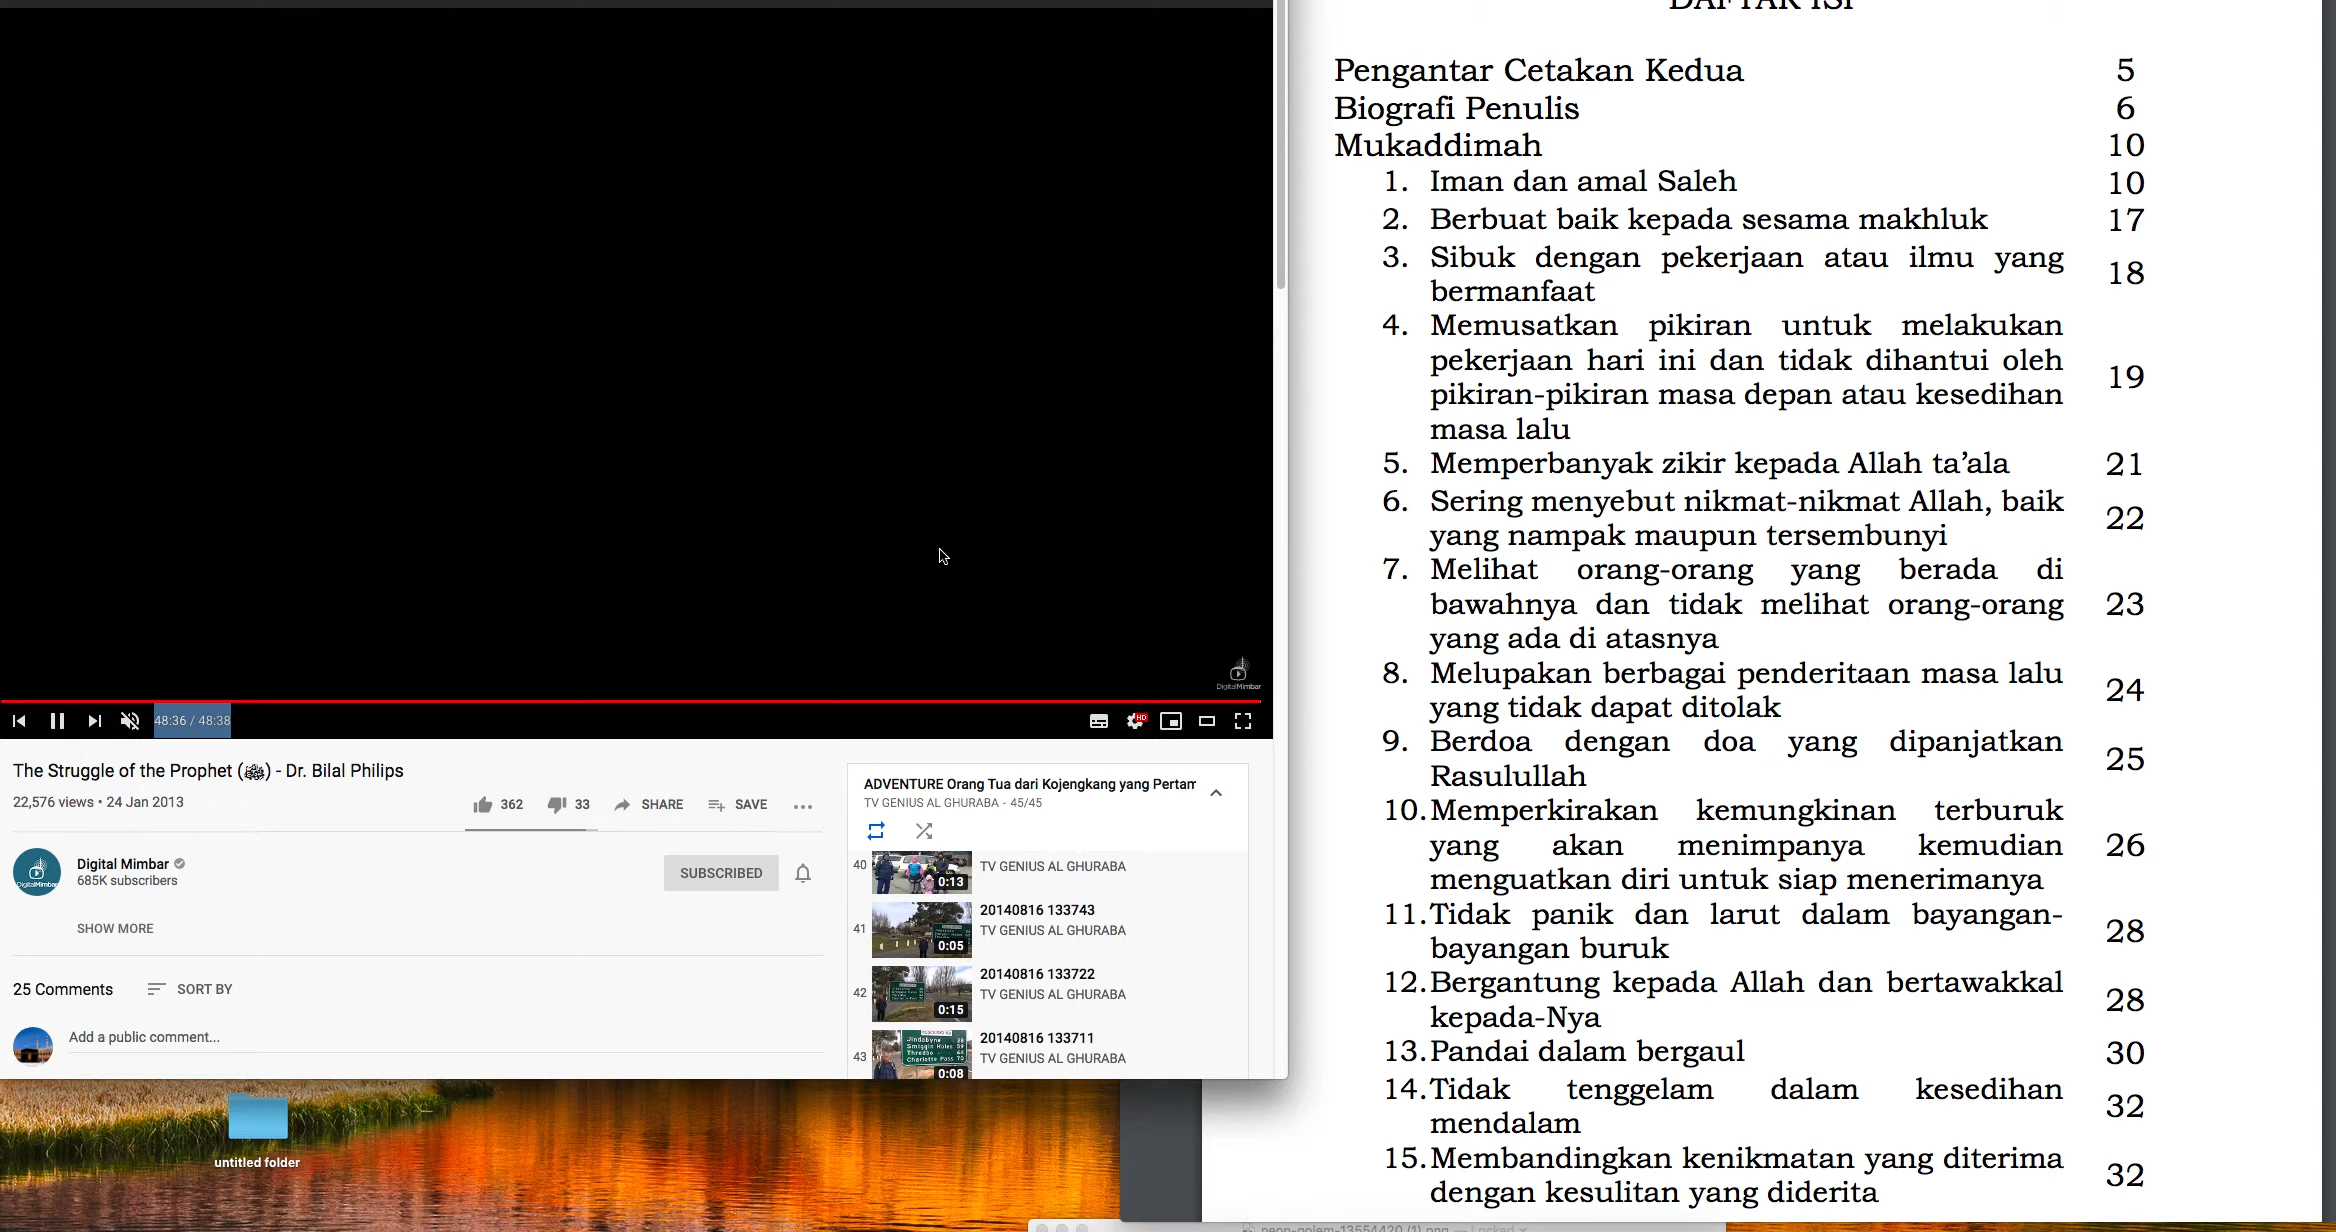 DigitalMimbar
48:36 / 48:38
HD
The Struggle of the Prophet (ﷺ) - Dr. Bilal Philips
22,576 views • 24 Jan 2013
362
33
SHARE
SAVE
Digital Mimbar
685K subscribers
SUBSCRIBED
SHOW MORE
25 Comments
SORT BY
Add a public comment...
ADVENTURE Orang Tua dari Kojengkang yang Pertam
TV GENIUS AL GHURABA - 45/45
40
0:13
TV GENIUS AL GHURABA
41
0:05
20140816 133743
TV GENIUS AL GHURABA
42
0:15
20140816 133722
TV GENIUS AL GHURABA
43
Jindabyne
Smiggin Holes
Thredbo
Charlotte Pass
0:08
20140816 133711
TV GENIUS AL GHURABA
untitled folder
DAFTAR ISI
Pengantar Cetakan Kedua 5
Biografi Penulis 6
Mukaddimah 10
1. Iman dan amal Saleh 10
2. Berbuat baik kepada sesama makhluk 17
3. Sibuk dengan pekerjaan atau ilmu yang
bermanfaat 18
4. Memusatkan pikiran untuk melakukan
pekerjaan hari ini dan tidak dihantui oleh
pikiran-pikiran masa depan atau kesedihan
masa lalu 19
5. Memperbanyak zikir kepada Allah ta’ala 21
6. Sering menyebut nikmat-nikmat Allah, baik
yang nampak maupun tersembunyi 22
7. Melihat orang-orang yang berada di
bawahnya dan tidak melihat orang-orang
yang ada di atasnya 23
8. Melupakan berbagai penderitaan masa lalu
yang tidak dapat ditolak 24
9. Berdoa dengan doa yang dipanjatkan
Rasulullah 25
10. Memperkirakan kemungkinan terburuk
yang akan menimpanya kemudian
menguatkan diri untuk siap menerimanya 26
11. Tidak panik dan larut dalam bayangan-
bayangan buruk 28
12. Bergantung kepada Allah dan bertawakkal
kepada-Nya 28
13. Pandai dalam bergaul 30
14. Tidak tenggelam dalam kesedihan
mendalam 32
15. Membandingkan kenikmatan yang diterima
dengan kesulitan yang diderita 32